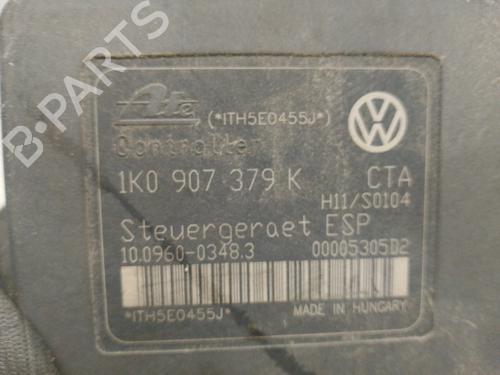 Ate (*ITH5E0455J*)
Controller
1K0 907 379 K CTA
H11/S0104
Steuergeraet ESP
10.0960-0348.3 00005305D2
*ITH5E0455J* MADE IN HUNGARY